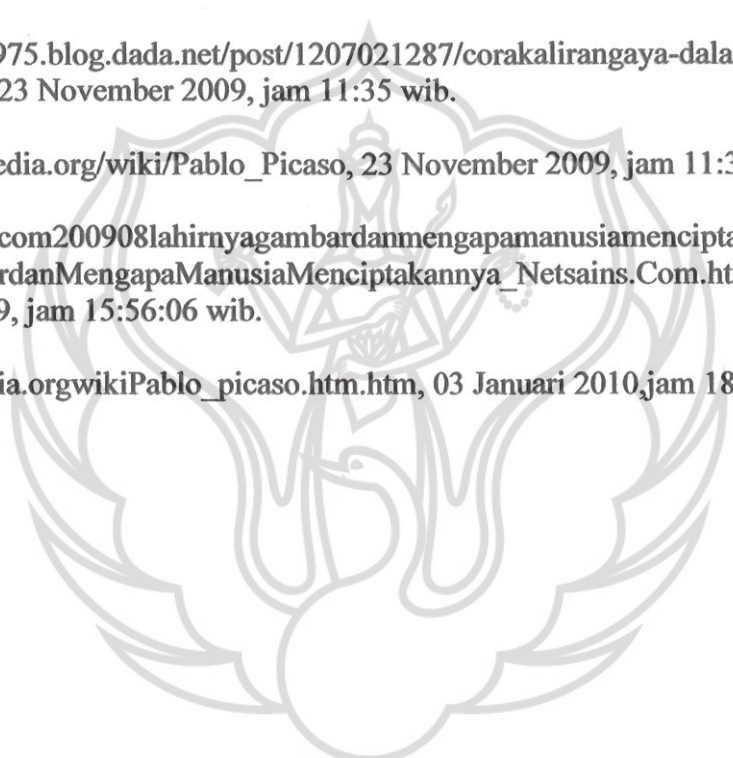 975.blog.dada.net/post/1207021287/corakalirangaya-dala
23 November 2009, jam 11:35 wib.
edia.org/wiki/Pablo_Picaso, 23 November 2009, jam 11:3
com200908lahirnyagambardanmengapamanusiamencipta
rdanMengapaManusiaMenciptakannya_Netsains.Com.ht
9, jam 15:56:06 wib.
ia.orgwikiPablo_picaso.htm.htm, 03 Januari 2010,jam 18